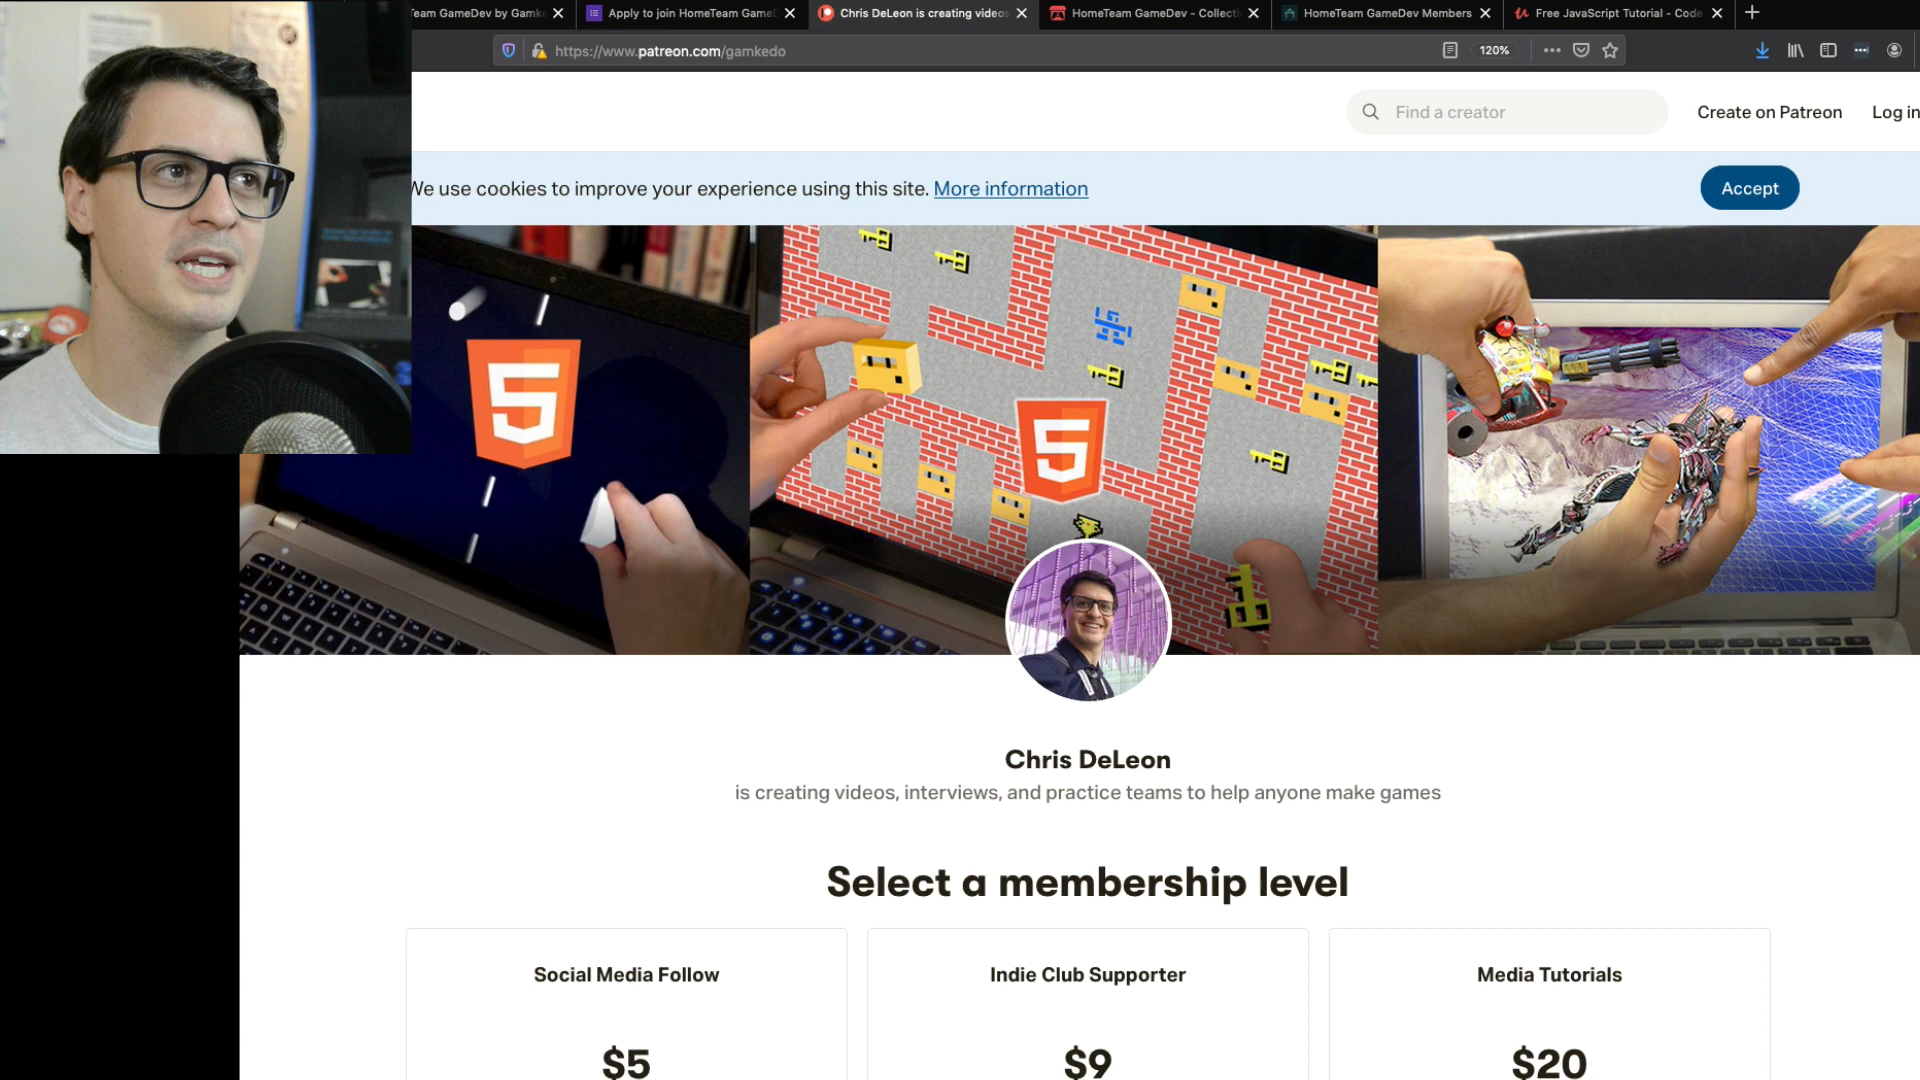 Team GameDev by Gamk
Apply to join HomeTeam Game
Chris DeLeon is creating videos
HomeTeam GameDev - Collecti
HomeTeam GameDev Members
Free JavaScript Tutorial - Code
https://www.patreon.com/gamkedo
120%
Find a creator
Create on Patreon
Log in
We use cookies to improve your experience using this site. More information
Accept
5
5
Chris DeLeon
is creating videos, interviews, and practice teams to help anyone make games
Select a membership level
Social Media Follow
Indie Club Supporter
Media Tutorials
$5
$9
$20